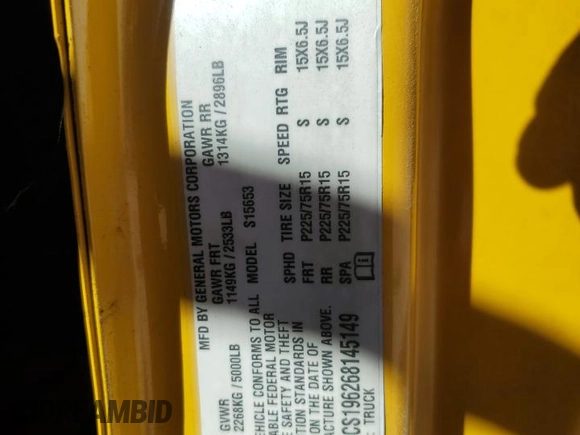 MFD BY GENERAL MOTORS CORPORATION
GVWR GAWR FRT GAWR RR
2268KG/5000LB 1149KG/2533LB 1314KG/2896LB
EHICLE CONFORMS TO ALL MODEL S15653
ABLE FEDERAL MOTOR
E SAFETY AND THEFT SPHD TIRE SIZE SPEED RTG RIM
TION STANDARDS IN FRT P225/75R15 S 15X6.5J
ON THE DATE OF RR P225/75R15 S 15X6.5J
ACTURE SHOWN ABOVE. SPA P225/75R15 S 15X6.5J
CS196268145149
: TRUCK
AMBID